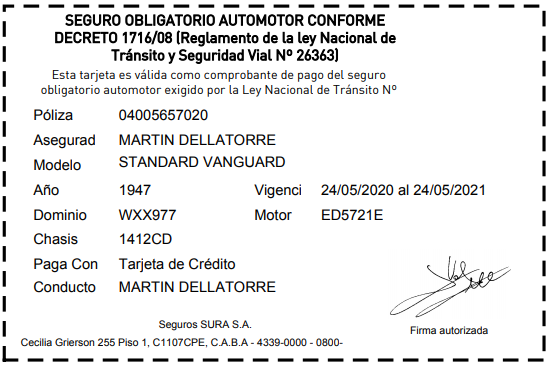 SEGURO OBLIGATORIO AUTOMOTOR CONFORME
DECRETO 1716/08 (Reglamento de la ley Nacional de
Tránsito y Seguridad Vial Nº 26363)
Esta tarjeta es válida como comprobante de pago del seguro
obligatorio automotor exigido por la Ley Nacional de Tránsito Nº
Póliza 04005657020
Asegurad MARTIN DELLATORRE
Modelo STANDARD VANGUARD
Año 1947 Vigenci 24/05/2020 al 24/05/2021
Dominio WXX977 Motor ED5721E
Chasis 1412CD
Paga Con Tarjeta de Crédito
Conducto MARTIN DELLATORRE
Seguros SURA S.A.
Firma autorizada
Cecilia Grierson 255 Piso 1, C1107CPE, C.A.B.A - 4339-0000 - 0800-